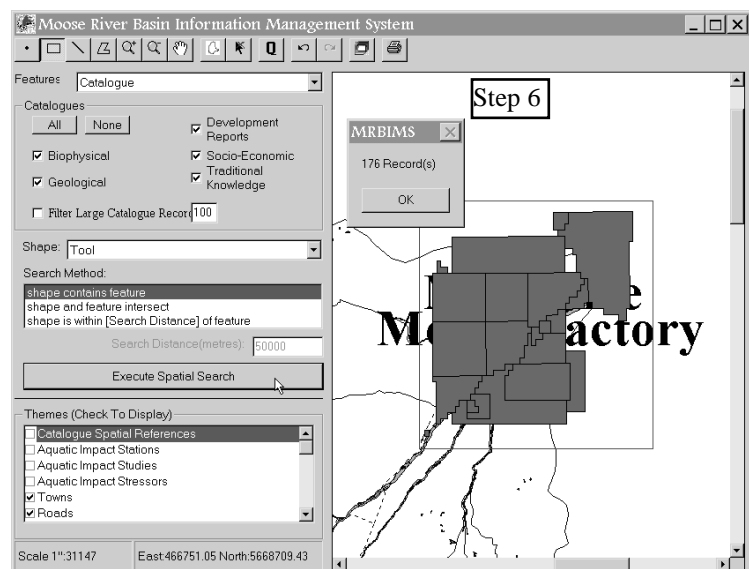 Moose River Basin Information Management System
Q
Features Catalogue
Catalogues
All None
Development
Reports
Biophysical
Socio-Economic
Geological
Traditional
Knowledge
Filter Large Catalogue Recor 100
Shape: Tool
Search Method:
shape contains feature
shape and feature intersect
shape is within [Search Distance] of feature
Search Distance(metres): 50000
Execute Spatial Search
Themes (Check To Display)
Catalogue Spatial References
Aquatic Impact Stations
Aquatic Impact Studies
Aquatic Impact Stressors
Towns
Roads
Scale 1":31147 East:466751.05 North:5668709.43
Step 6
MRBIMS
176 Record(s)
OK
actory